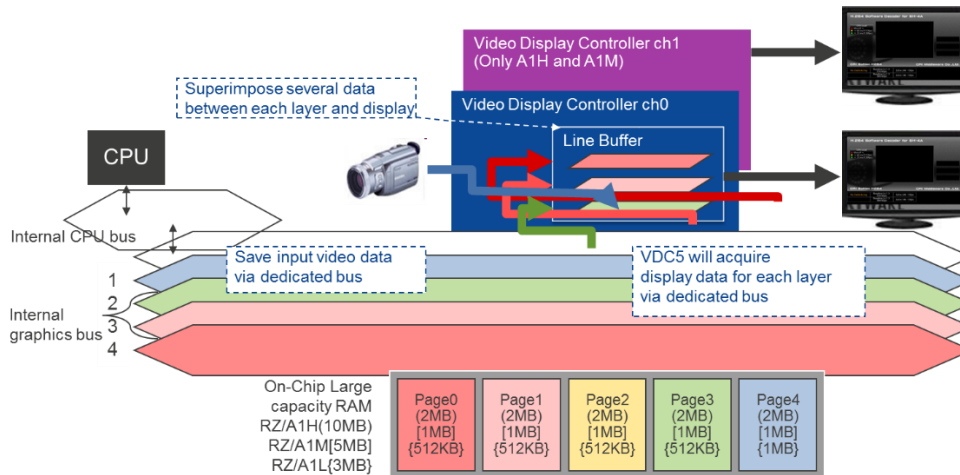 Video Display Controller ch1
(Only A1H and A1M)
Superimpose several data
between each layer and display
Video Display Controller ch0
Line Buffer
CPU
Internal CPU bus
Save input video data
via dedicated bus
VDC5 will acquire
display data for each layer
via dedicated bus
1
2
Internal
graphics bus
3
4
On-Chip Large
capacity RAM
RZ/A1H(10MB)
RZ/A1M[5MB]
RZ/A1L{3MB}
Page0
(2MB)
[1MB]
{512KB}
Page1
(2MB)
[1MB]
{512KB}
Page2
(2MB)
[1MB]
{512KB}
Page3
(2MB)
[1MB]
{512KB}
Page4
(2MB)
[1MB]
{1MB}